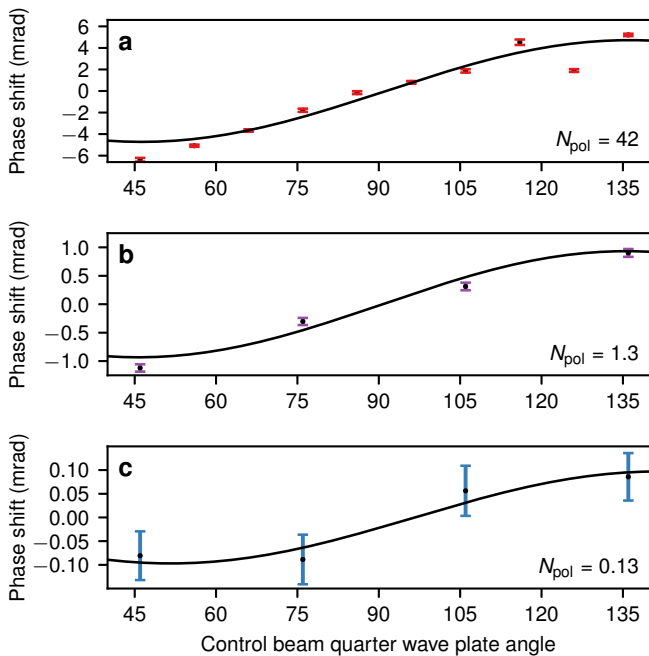 a
Phase shift (mrad)
6
4
2
0
−2
−4
−6
N_pol = 42
45 60 75 90 105 120 135
b
Phase shift (mrad)
1.0
0.5
0.0
−0.5
−1.0
N_pol = 1.3
45 60 75 90 105 120 135
c
Phase shift (mrad)
0.10
0.05
0.00
−0.05
−0.10
N_pol = 0.13
45 60 75 90 105 120 135
Control beam quarter wave plate angle